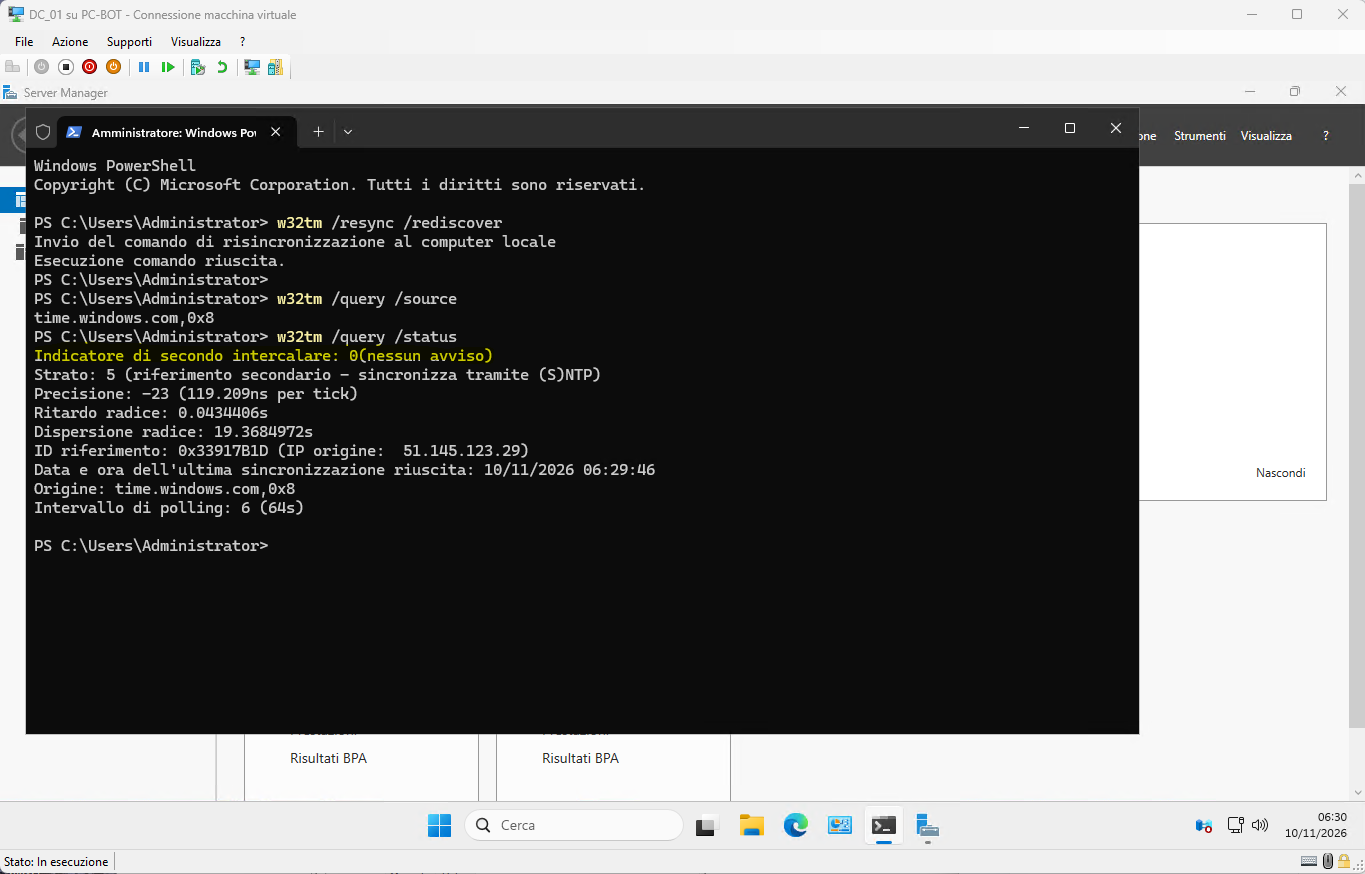 DC_01 su PC-BOT - Connessione macchina virtuale
File Azione Supporti Visualizza ?
Server Manager
Amministratore: Windows Po
Strumenti Visualizza ?
Windows PowerShell
Copyright (C) Microsoft Corporation. Tutti i diritti sono riservati.
PS C:\Users\Administrator> w32tm /resync /rediscover
Invio del comando di risincronizzazione al computer locale
Esecuzione comando riuscita.
PS C:\Users\Administrator>
PS C:\Users\Administrator> w32tm /query /source
time.windows.com,0x8
PS C:\Users\Administrator> w32tm /query /status
Indicatore di secondo intercalare: 0(nessun avviso)
Strato: 5 (riferimento secondario - sincronizza tramite (S)NTP)
Precisione: -23 (119.209ns per tick)
Ritardo radice: 0.0434406s
Dispersione radice: 19.3684972s
ID riferimento: 0x33917B1D (IP origine:  51.145.123.29)
Data e ora dell'ultima sincronizzazione riuscita: 10/11/2026 06:29:46
Origine: time.windows.com,0x8
Intervallo di polling: 6 (64s)
PS C:\Users\Administrator>
Nascondi
Risultati BPA
Risultati BPA
Cerca
06:30
10/11/2026
Stato: In esecuzione